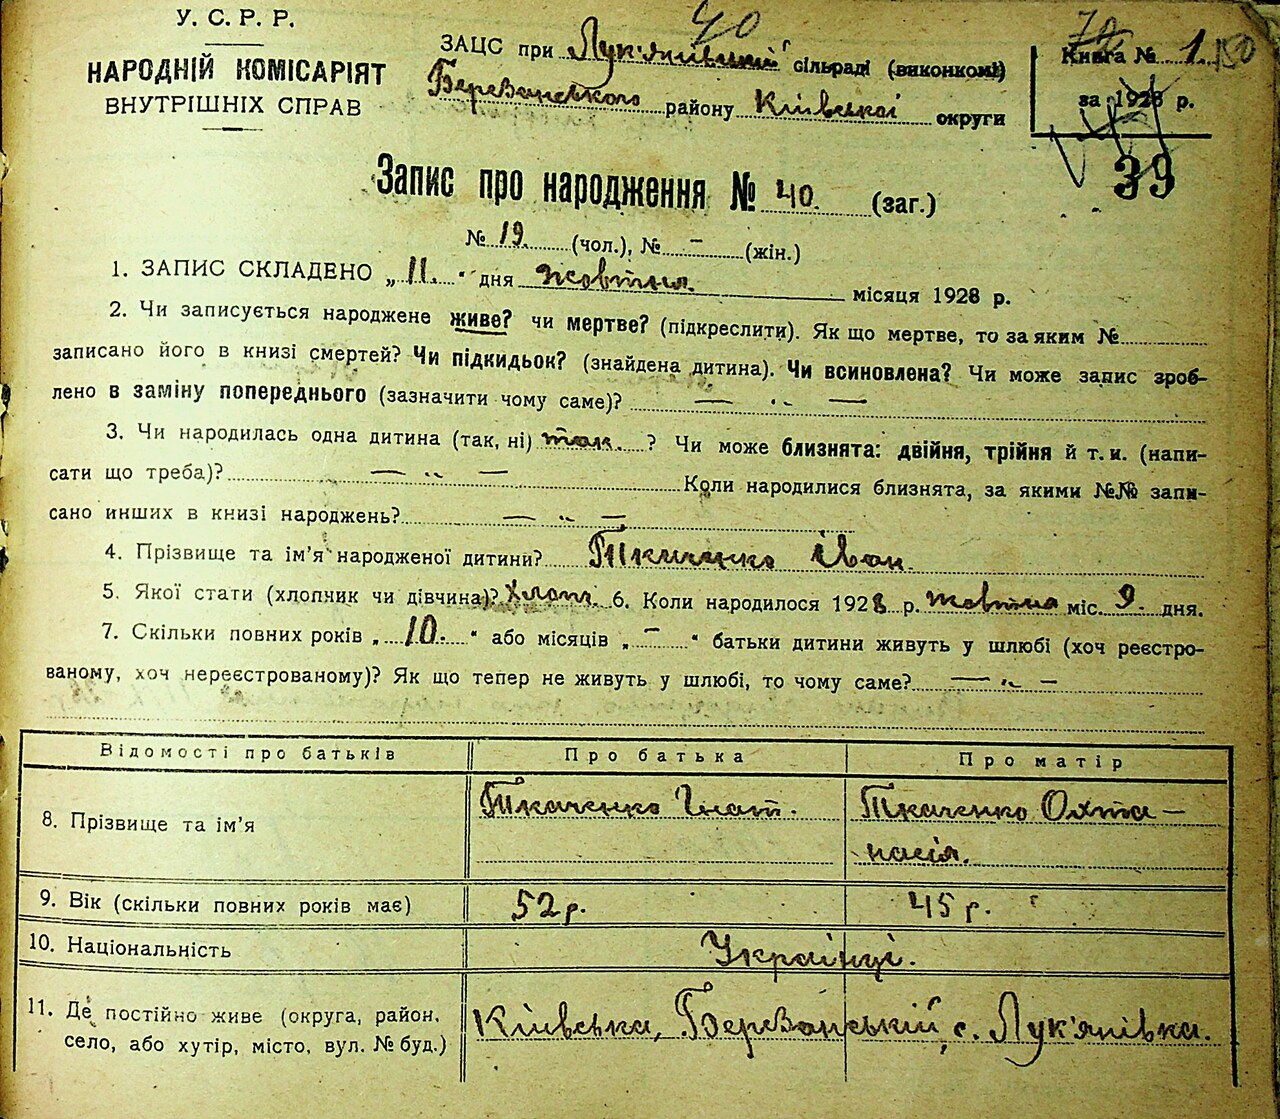 У. С. Р. Р.
НАРОДНІЙ КОМІСАРІЯТ
ВНУТРІШНІХ СПРАВ
40
ЗАЦС при Лук'янівській сільраді (виконкомі)
Березанського району Київської округи
Книга № 1.
за 1928 р.
39
Запис про народження № 40. (заг.)
№ 19. (чол.), № – (жін.)
1. ЗАПИС СКЛАДЕНО „11.“ дня жовтня місяця 1928 р.
2. Чи записується народжене живе? чи мертве? (підкреслити). Як що мертве, то за яким №
записано його в книзі смертей? Чи підкидьок? (знайдена дитина). Чи всиновлена? Чи може запис зроб-
лено в заміну попереднього (зазначити чому саме)? — „ —
3. Чи народилась одна дитина (так, ні) так. ? Чи може близнята: двійня, трійня й т. и. (напи-
сати що треба)? — „ — Коли народилися близнята, за якими №№ запи-
сано инших в книзі народжень? — „ —
4. Прізвище та ім'я народженої дитини? Ткаченко Іван.
5. Якої стати (хлопчик чи дівчина)? хлопч. 6. Коли народилося 1928 р. жовтня міс. 9. дня.
7. Скільки повних років „10.“ або місяців „–“ батьки дитини живуть у шлюбі (хоч реєстро-
ваному, хоч нереєстрованому)? Як що тепер не живуть у шлюбі, то чому саме? — „ —
Відомості про батьків Про батька Про матір
8. Прізвище та ім'я Ткаченко Гнат. Ткаченко Охта-
насія.
9. Вік (скільки повних років має) 52 р. 45 р.
10. Національність Українці.
11. Де постійно живе (округа, район,
село, або хутір, місто, вул. № буд.) Київська, Березанський, с. Лук'янівка.